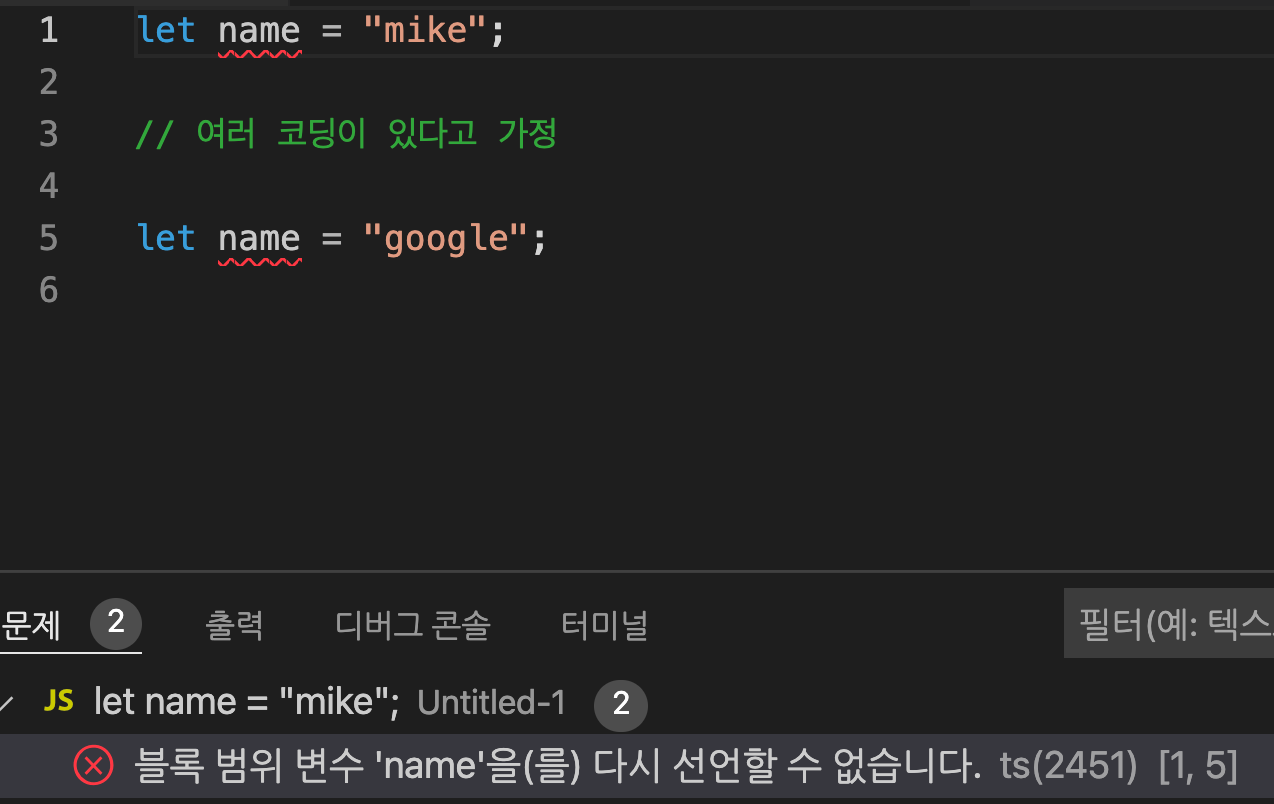 1 let name = "mike";
2
3 // 여러 코딩이 있다고 가정
4
5 let name = "google";
6
문제 2 출력 디버그 콘솔 터미널 필터(예: 텍스
JS let name = "mike"; Untitled-1 2
블록 범위 변수 'name'을(를) 다시 선언할 수 없습니다. ts(2451) [1, 5]